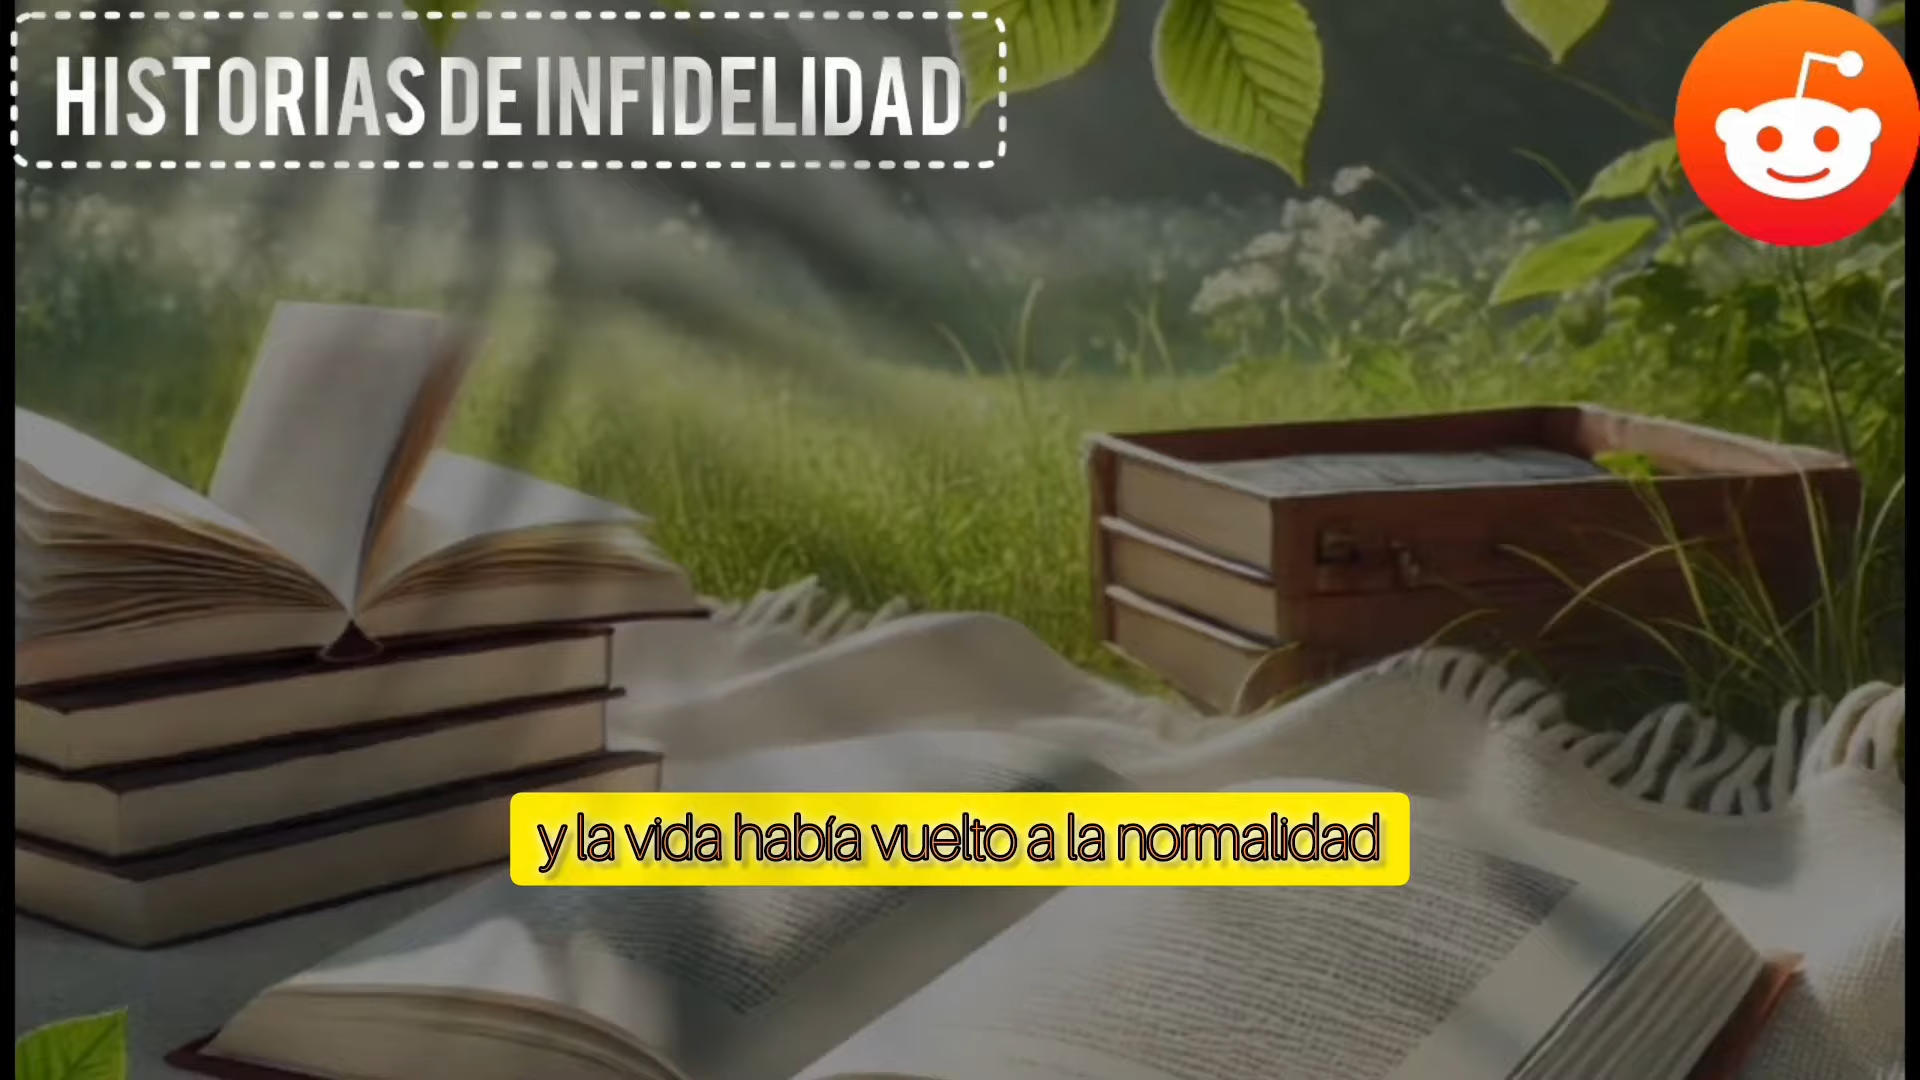 HISTORIAS DE INFIDELIDAD
y la vida había vuelto a la normalidad